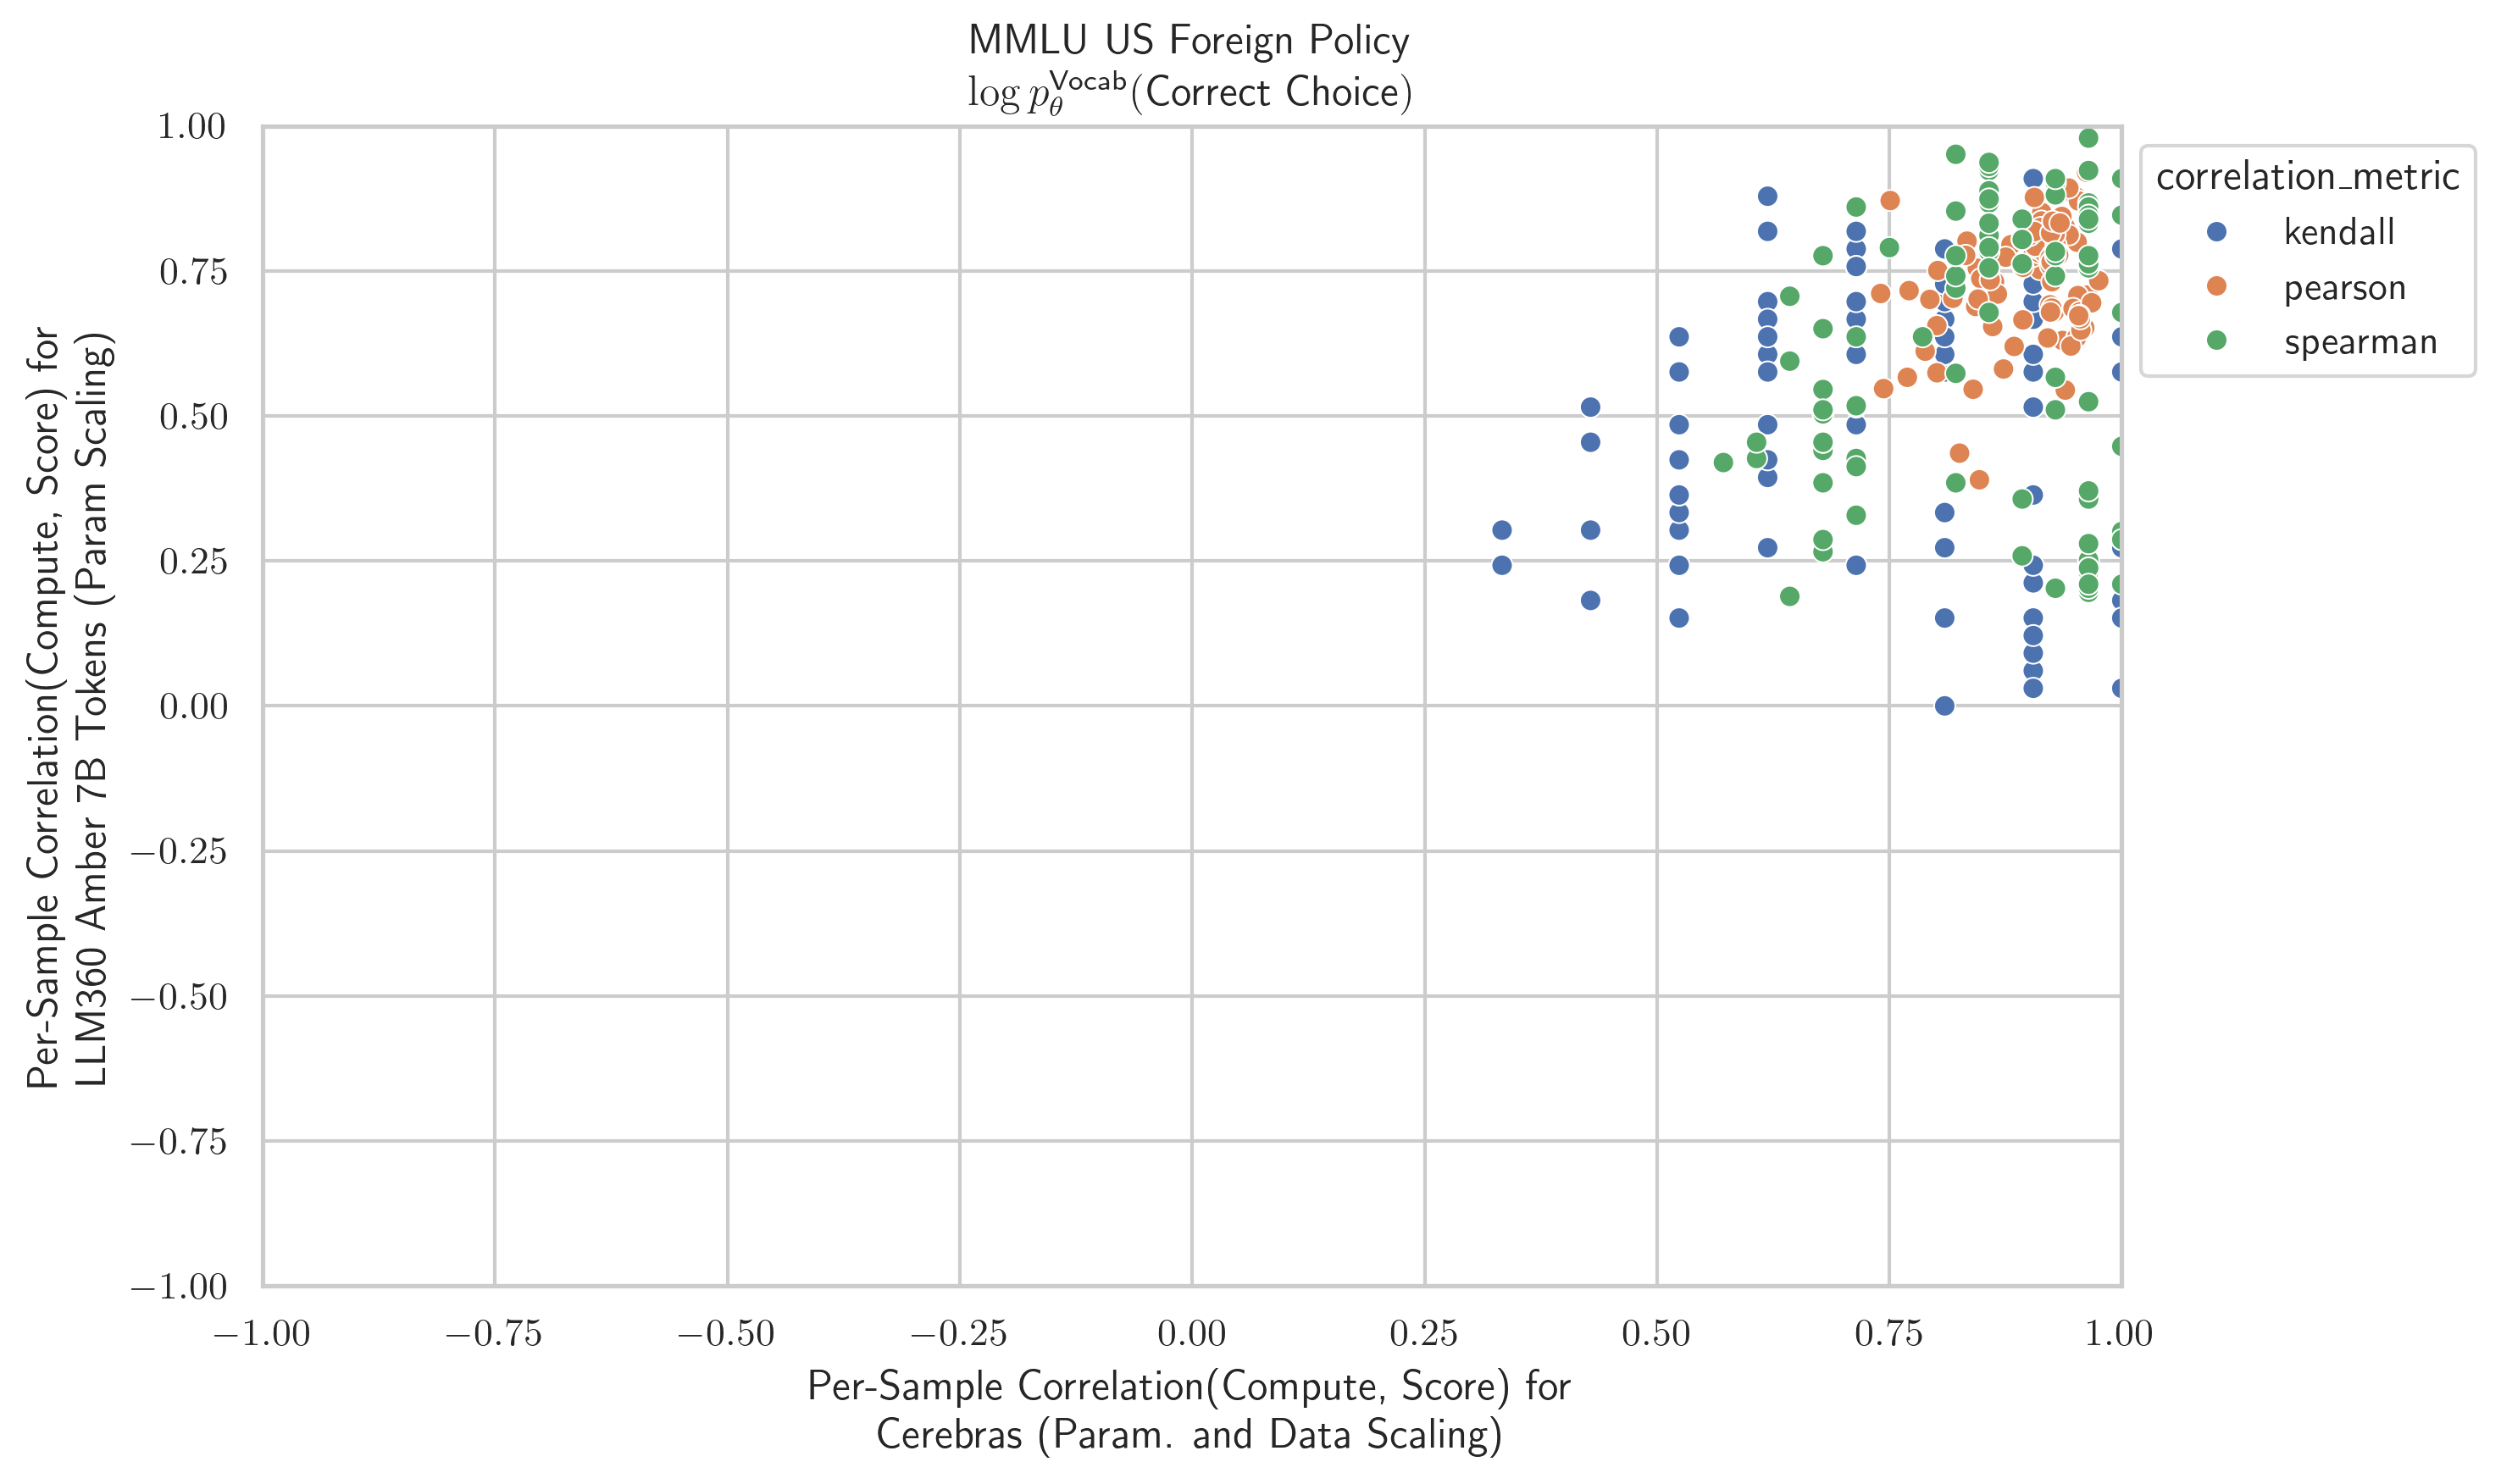 MMLU US Foreign Policy
log p_θ^Vocab(Correct Choice)
Per-Sample Correlation(Compute, Score) for
LLM360 Amber 7B Tokens (Param Scaling)
1.00
0.75
0.50
0.25
0.00
−0.25
−0.50
−0.75
−1.00
correlation_metric
kendall
pearson
spearman
−1.00 −0.75 −0.50 −0.25 0.00 0.25 0.50 0.75 1.00
Per-Sample Correlation(Compute, Score) for
Cerebras (Param. and Data Scaling)